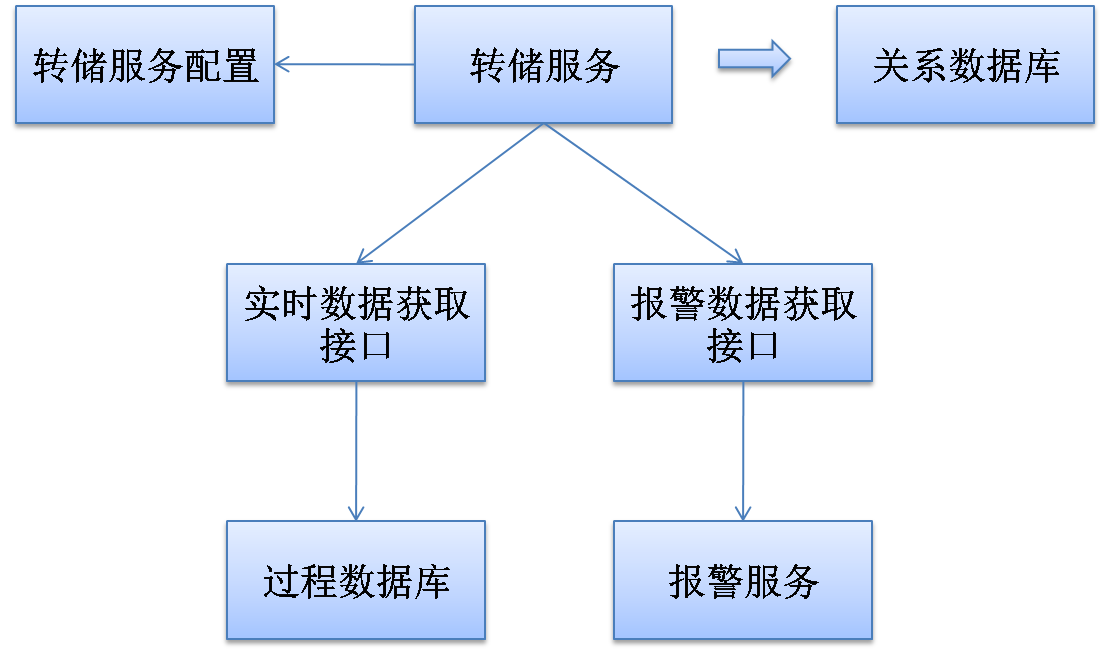 转储服务配置
转储服务
关系数据库
实时数据获取
接口
报警数据获取
接口
过程数据库
报警服务